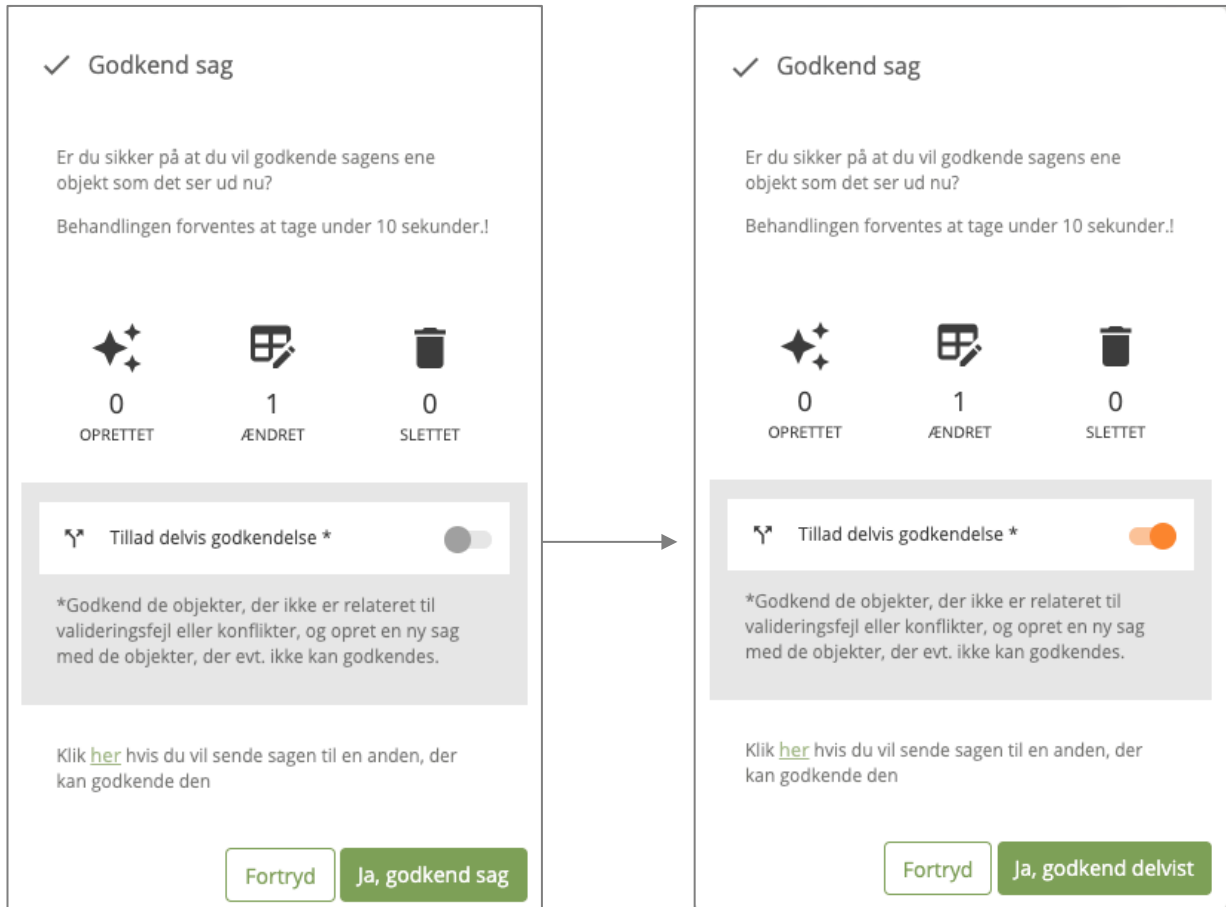 Godkend sag
Er du sikker på at du vil godkende sagens ene
objekt som det ser ud nu?
Behandlingen forventes at tage under 10 sekunder.!
0
1
0
OPRETTET
ÆNDRET
SLETTET
Tillad delvis godkendelse *
*Godkend de objekter, der ikke er relateret til
valideringsfejl eller konflikter, og opret en ny sag
med de objekter, der evt. ikke kan godkendes.
Klik her hvis du vil sende sagen til en anden, der
kan godkende den
Fortryd
Ja, godkend sag
Godkend sag
Er du sikker på at du vil godkende sagens ene
objekt som det ser ud nu?
Behandlingen forventes at tage under 10 sekunder.!
0
1
0
OPRETTET
ÆNDRET
SLETTET
Tillad delvis godkendelse *
*Godkend de objekter, der ikke er relateret til
valideringsfejl eller konflikter, og opret en ny sag
med de objekter, der evt. ikke kan godkendes.
Klik her hvis du vil sende sagen til en anden, der
kan godkende den
Fortryd
Ja, godkend delvist